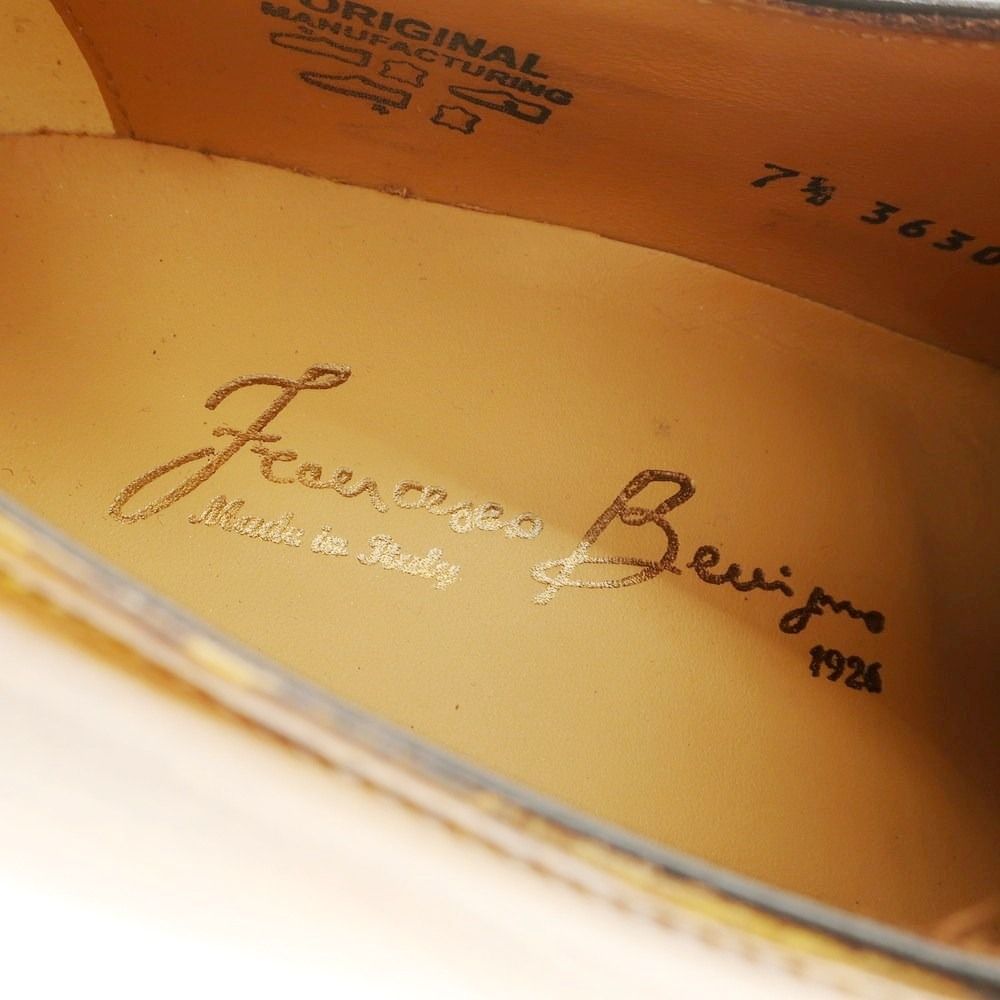 ORIGINAL
MANUFACTURING
7½ 3630
Francesco Benigno
Made in Italy
1926